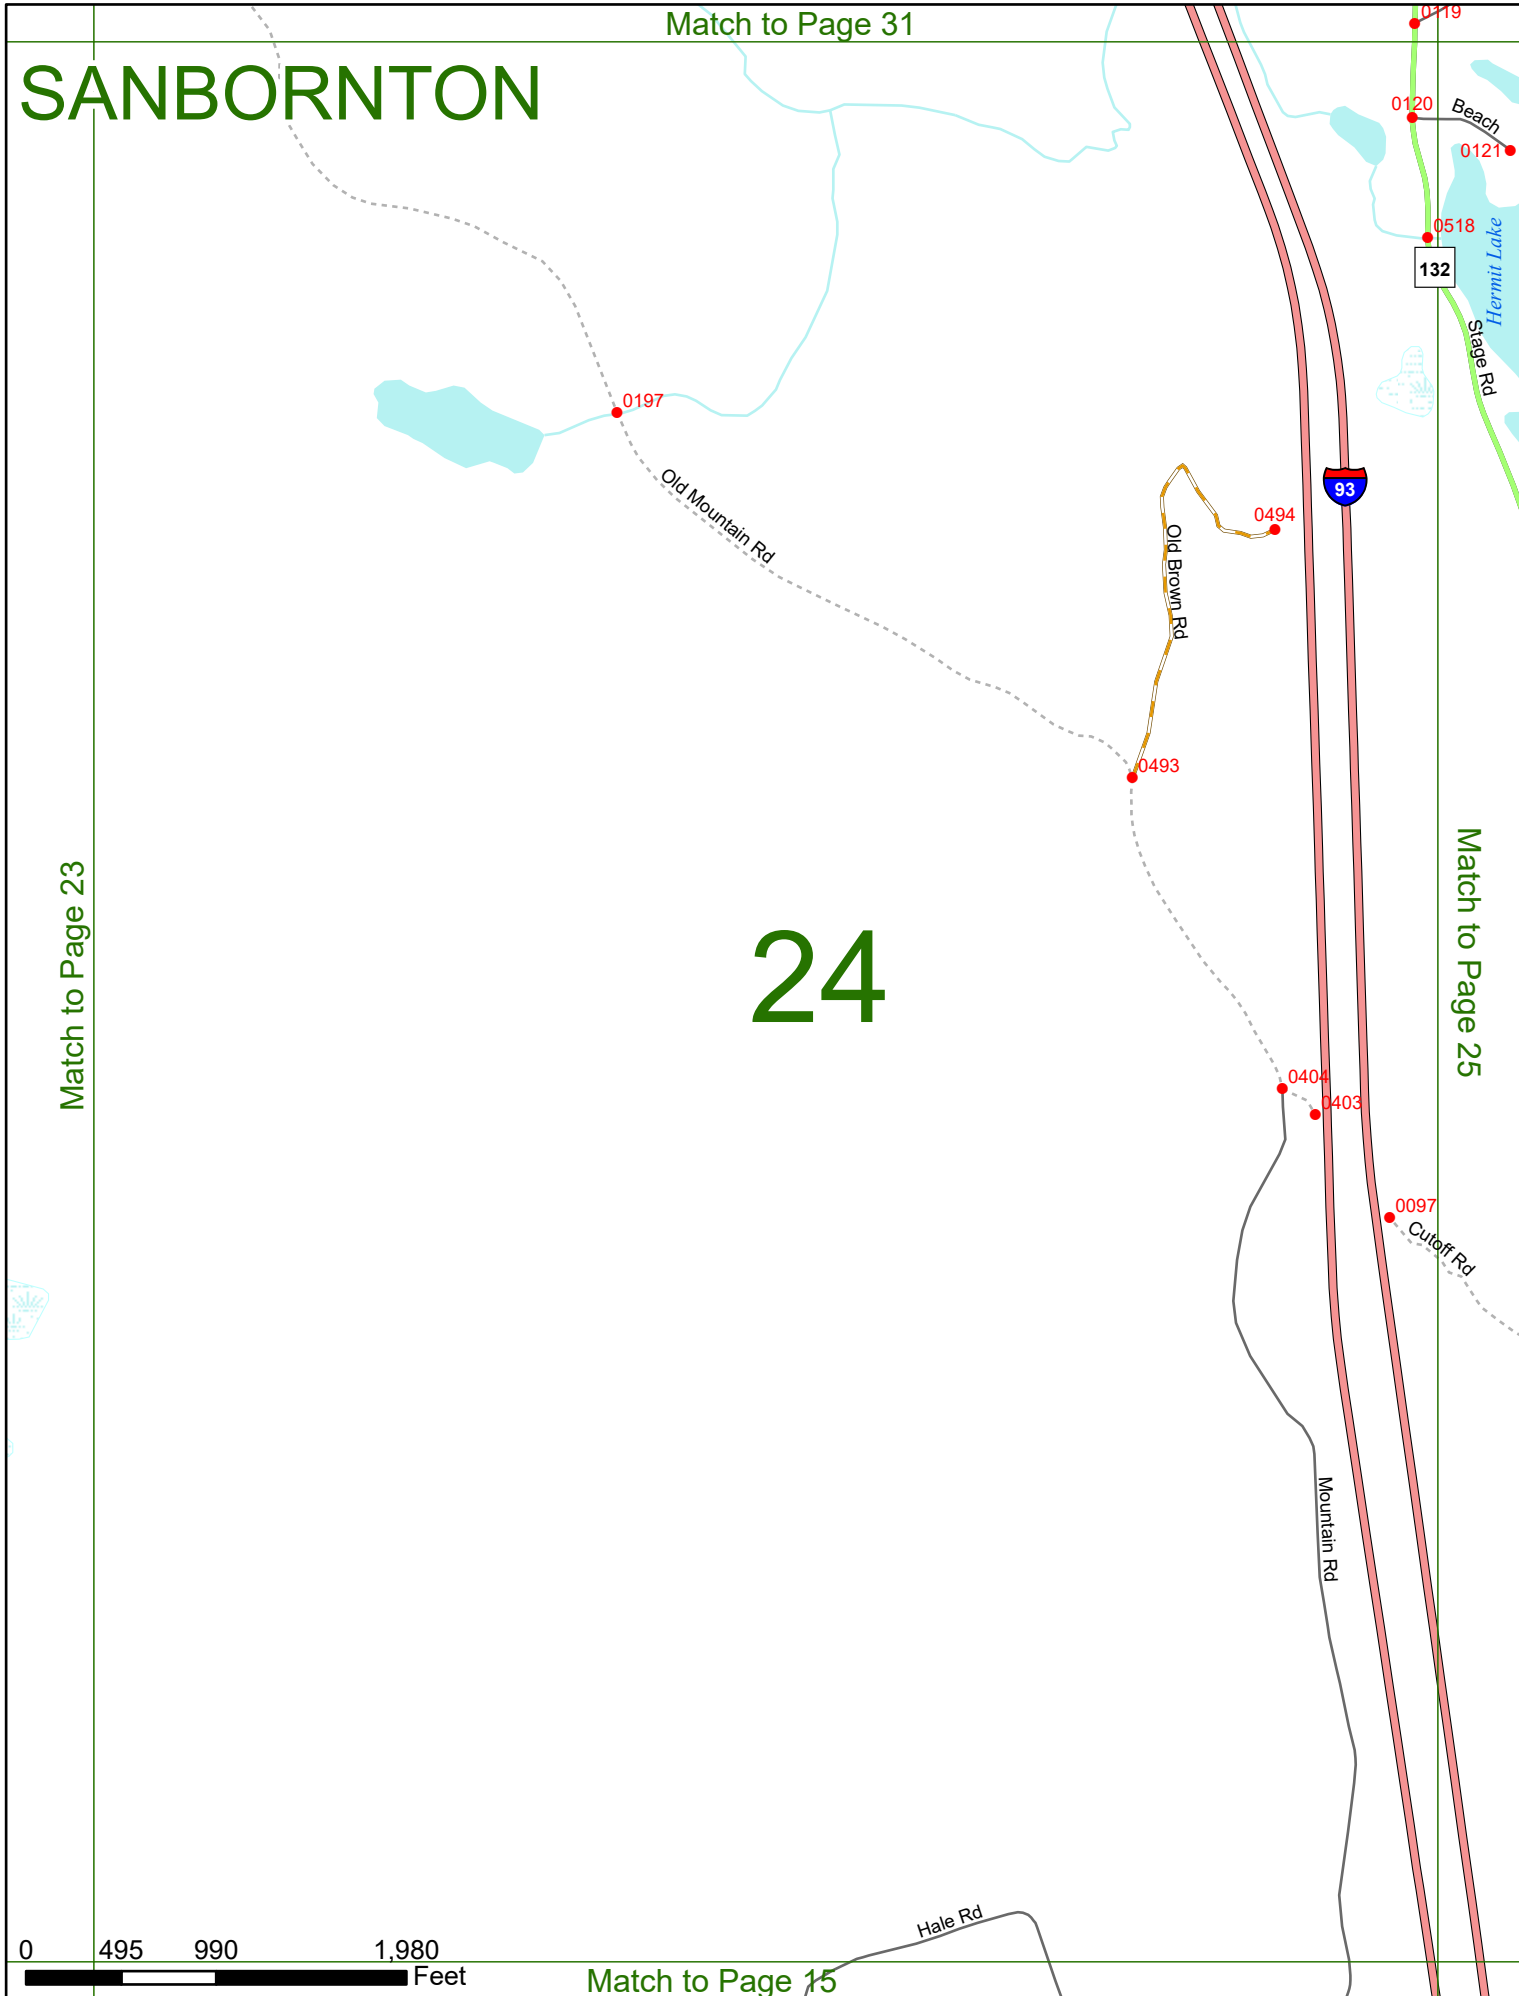 Match to Page 31
0119
SANBORNTON
0120
Beach
0121
0518
132
Hermit Lake
Stage Rd
0197
Old Mountain Rd
93
0494
Old Brown Rd
0493
Match to Page 23
24
Match to Page 25
0404
0403
0097
Cutoff Rd
Mountain Rd
Hale Rd
0 495 990 1,980
Feet
Match to Page 15